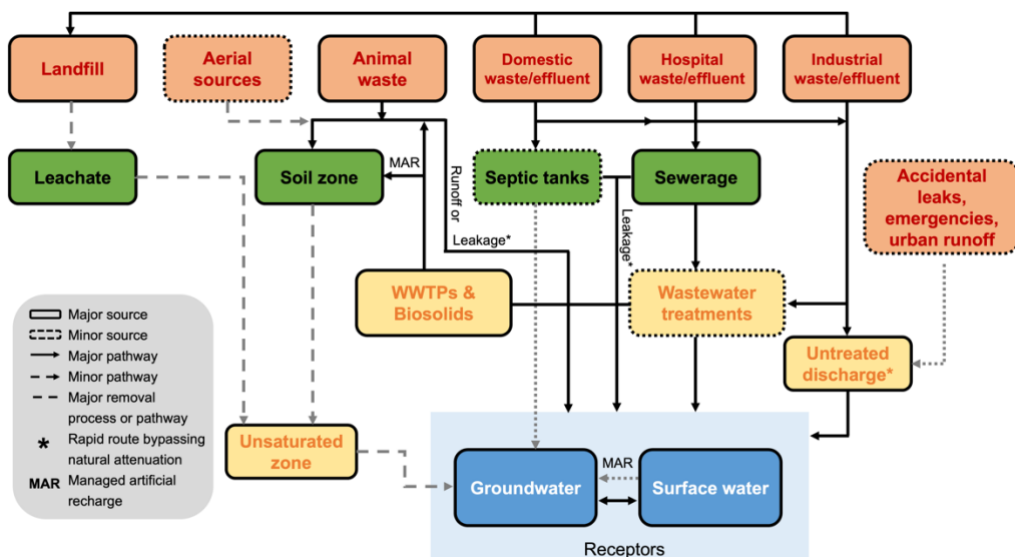 Landfill
Aerial
sources
Animal
waste
Domestic
waste/effluent
Hospital
waste/effluent
Industrial
waste/effluent
Leachate
Soil zone
MAR
Runoff or
Leakage*
Septic tanks
Leakage*
Sewerage
Accidental
leaks,
emergencies,
urban runoff
WWTPs &
Biosolids
Wastewater
treatments
Untreated
discharge*
Major source
Minor source
Major pathway
Minor pathway
Major removal
process or pathway
* Rapid route bypassing
natural attenuation
MAR Managed artificial
recharge
Unsaturated
zone
Groundwater
MAR
Surface water
Receptors